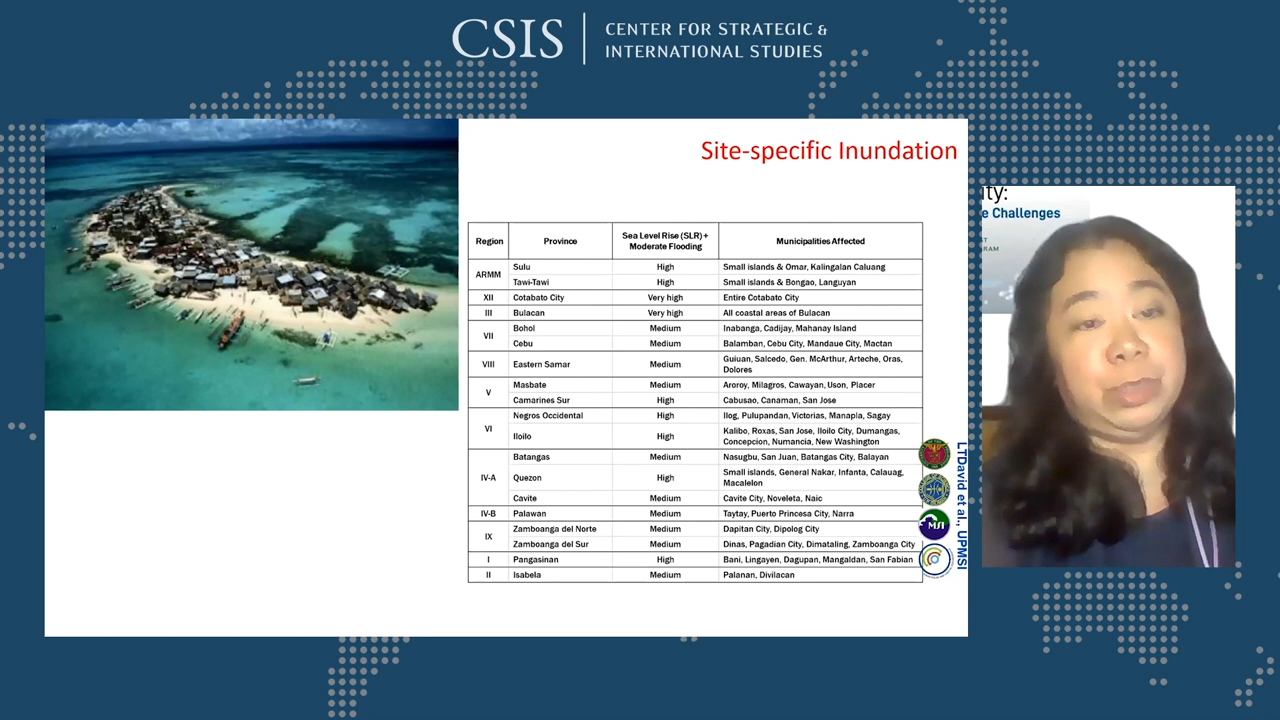 CSIS
CENTER FOR STRATEGIC &
INTERNATIONAL STUDIES
Site-specific Inundation
Region Province Sea Level Rise (SLR) + Moderate Flooding Municipalities Affected
ARMM Sulu High Small islands & Omar, Kalingalan Caluang
Tawi-Tawi High Small islands & Bongao, Languyan
XII Cotabato City Very high Entire Cotabato City
III Bulacan Very high All coastal areas of Bulacan
VII Bohol Medium Inabanga, Cadijay, Mahanay Island
Cebu Medium Balamban, Cebu City, Mandaue City, Mactan
VIII Eastern Samar Medium Guiuan, Salcedo, Gen. McArthur, Arteche, Oras,
Dolores
V Masbate Medium Aroroy, Milagros, Cawayan, Uson, Placer
Camarines Sur High Cabusao, Canaman, San Jose
VI Negros Occidental High Ilog, Pulupandan, Victorias, Manapla, Sagay
Iloilo High Kalibo, Roxas, San Jose, Iloilo City, Dumangas,
Concepcion, Numancia, New Washington
IV-A Batangas Medium Nasugbu, San Juan, Batangas City, Balayan
Quezon High Small islands, General Nakar, Infanta, Calauag,
Macalelon
Cavite Medium Cavite City, Noveleta, Naic
IV-B Palawan Medium Taytay, Puerto Princesa City, Narra
IX Zamboanga del Norte Medium Dapitan City, Dipolog City
Zamboanga del Sur Medium Dinas, Pagadian City, Dimataling, Zamboanga City
I Pangasinan High Bani, Lingayen, Dagupan, Mangaldan, San Fabian
II Isabela Medium Palanan, Divilacan
MSI
LTDavid et al., UPMSI
ity:
e Challenges
ST
RAM